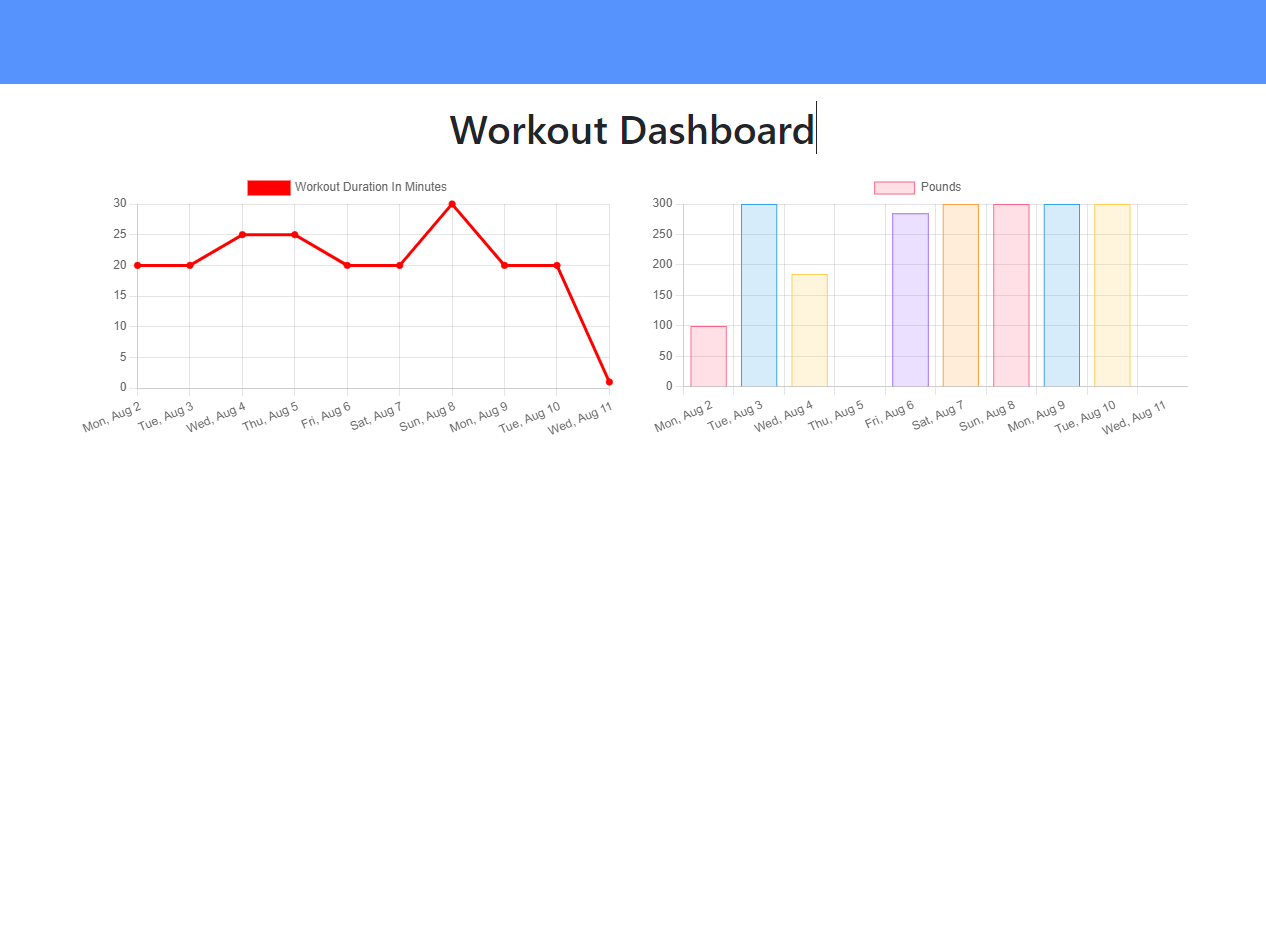 Workout Dashboard
Workout Duration In Minutes
30
25
20
15
10
5
0
Mon, Aug 2
Tue, Aug 3
Wed, Aug 4
Thu, Aug 5
Fri, Aug 6
Sat, Aug 7
Sun, Aug 8
Mon, Aug 9
Tue, Aug 10
Wed, Aug 11
Pounds
300
250
200
150
100
50
0
Mon, Aug 2
Tue, Aug 3
Wed, Aug 4
Thu, Aug 5
Fri, Aug 6
Sat, Aug 7
Sun, Aug 8
Mon, Aug 9
Tue, Aug 10
Wed, Aug 11